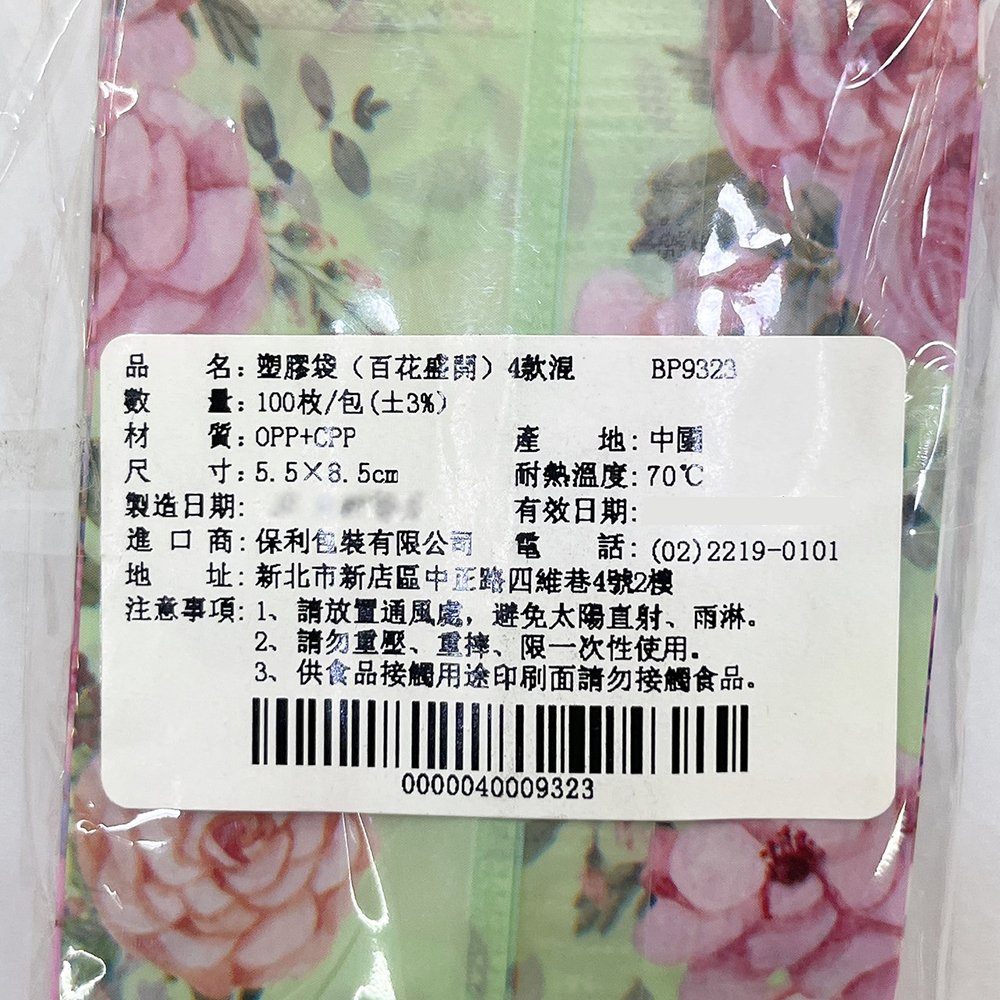 品名：塑膠袋（百花盛開）4款混 BP9323
數量：100枚/包(士3%)
材質：OPP+CPP 產地：中國
尺寸：5.5×8.5cm 耐熱溫度：70℃
製造日期： 有效日期：
進口商：保利包裝有限公司 電話：(02)2219-0101
地址：新北市新店區中正路四維巷4號2樓
注意事項：1、請放置通風處，避免太陽直射、雨淋。
2、請勿重壓、重摔、限一次性使用。
3、供食品接觸用途印刷面請勿接觸食品。
0000040009323